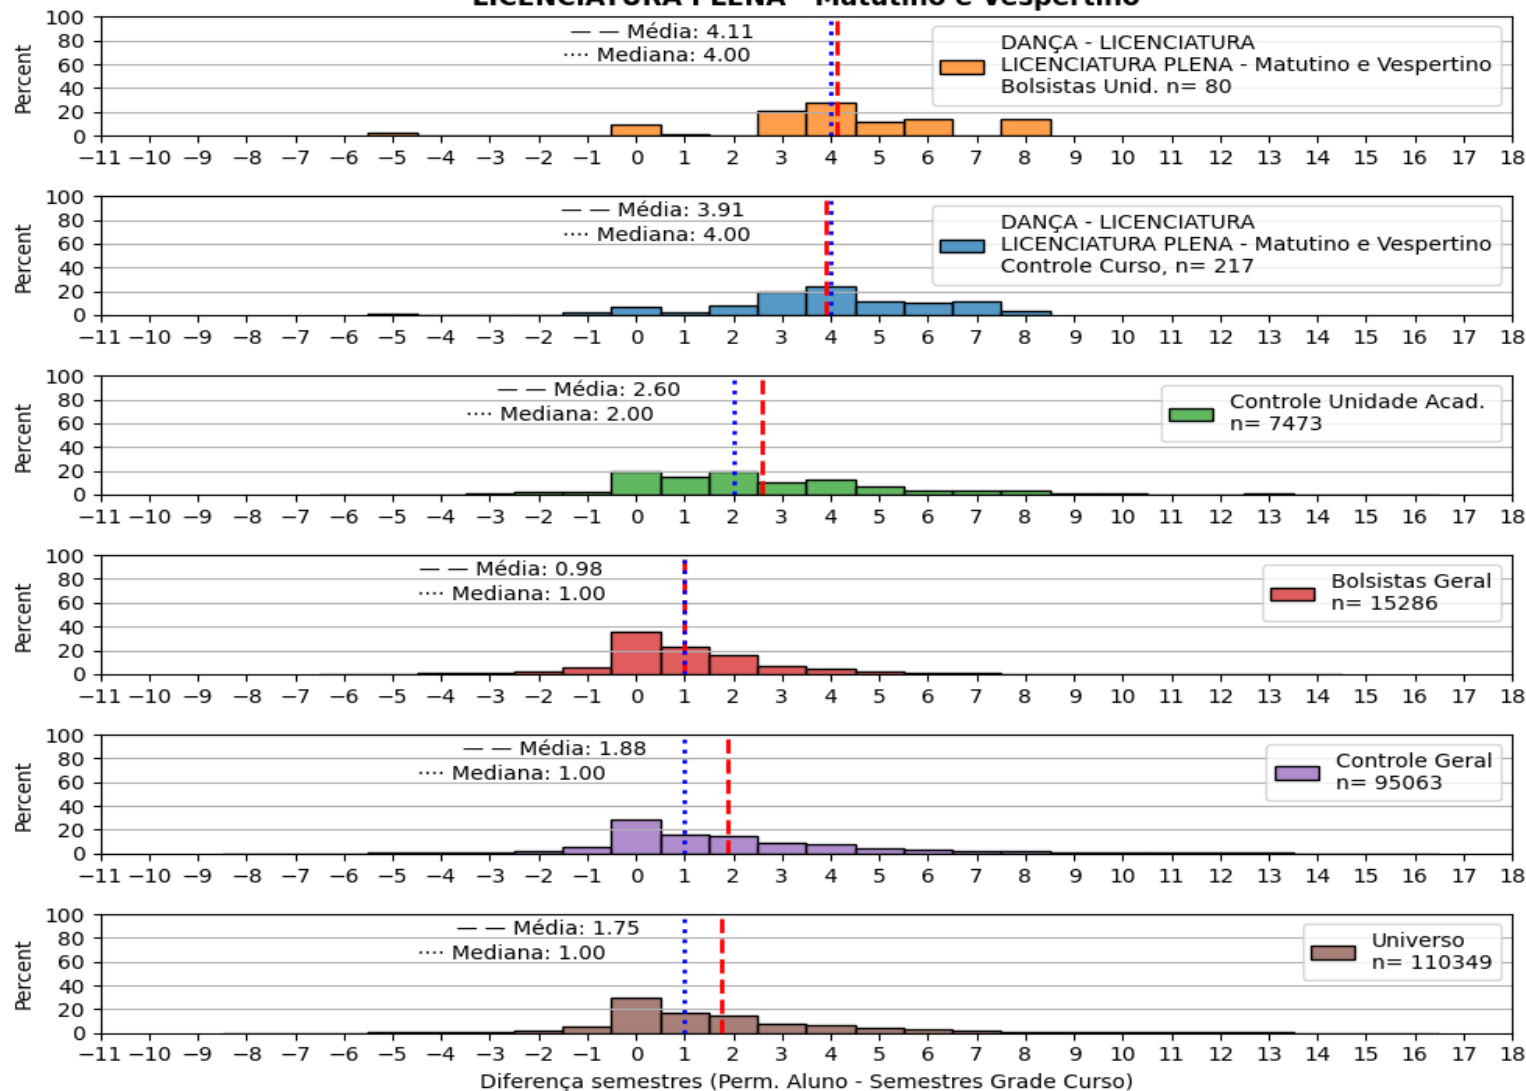 LICENCIATURA PLENA - Matutino e Vespertino
Percent
100
80
60
40
20
0
— — Média: 4.11
···· Mediana: 4.00
DANÇA - LICENCIATURA
LICENCIATURA PLENA - Matutino e Vespertino
Bolsistas Unid. n= 80
−11 −10 −9 −8 −7 −6 −5 −4 −3 −2 −1 0 1 2 3 4 5 6 7 8 9 10 11 12 13 14 15 16 17 18
Percent
100
80
60
40
20
0
— — Média: 3.91
···· Mediana: 4.00
DANÇA - LICENCIATURA
LICENCIATURA PLENA - Matutino e Vespertino
Controle Curso, n= 217
−11 −10 −9 −8 −7 −6 −5 −4 −3 −2 −1 0 1 2 3 4 5 6 7 8 9 10 11 12 13 14 15 16 17 18
Percent
100
80
60
40
20
0
— — Média: 2.60
···· Mediana: 2.00
Controle Unidade Acad.
n= 7473
−11 −10 −9 −8 −7 −6 −5 −4 −3 −2 −1 0 1 2 3 4 5 6 7 8 9 10 11 12 13 14 15 16 17 18
Percent
100
80
60
40
20
0
— — Média: 0.98
···· Mediana: 1.00
Bolsistas Geral
n= 15286
−11 −10 −9 −8 −7 −6 −5 −4 −3 −2 −1 0 1 2 3 4 5 6 7 8 9 10 11 12 13 14 15 16 17 18
Percent
100
80
60
40
20
0
— — Média: 1.88
···· Mediana: 1.00
Controle Geral
n= 95063
−11 −10 −9 −8 −7 −6 −5 −4 −3 −2 −1 0 1 2 3 4 5 6 7 8 9 10 11 12 13 14 15 16 17 18
Percent
100
80
60
40
20
0
— — Média: 1.75
···· Mediana: 1.00
Universo
n= 110349
−11 −10 −9 −8 −7 −6 −5 −4 −3 −2 −1 0 1 2 3 4 5 6 7 8 9 10 11 12 13 14 15 16 17 18
Diferença semestres (Perm. Aluno - Semestres Grade Curso)